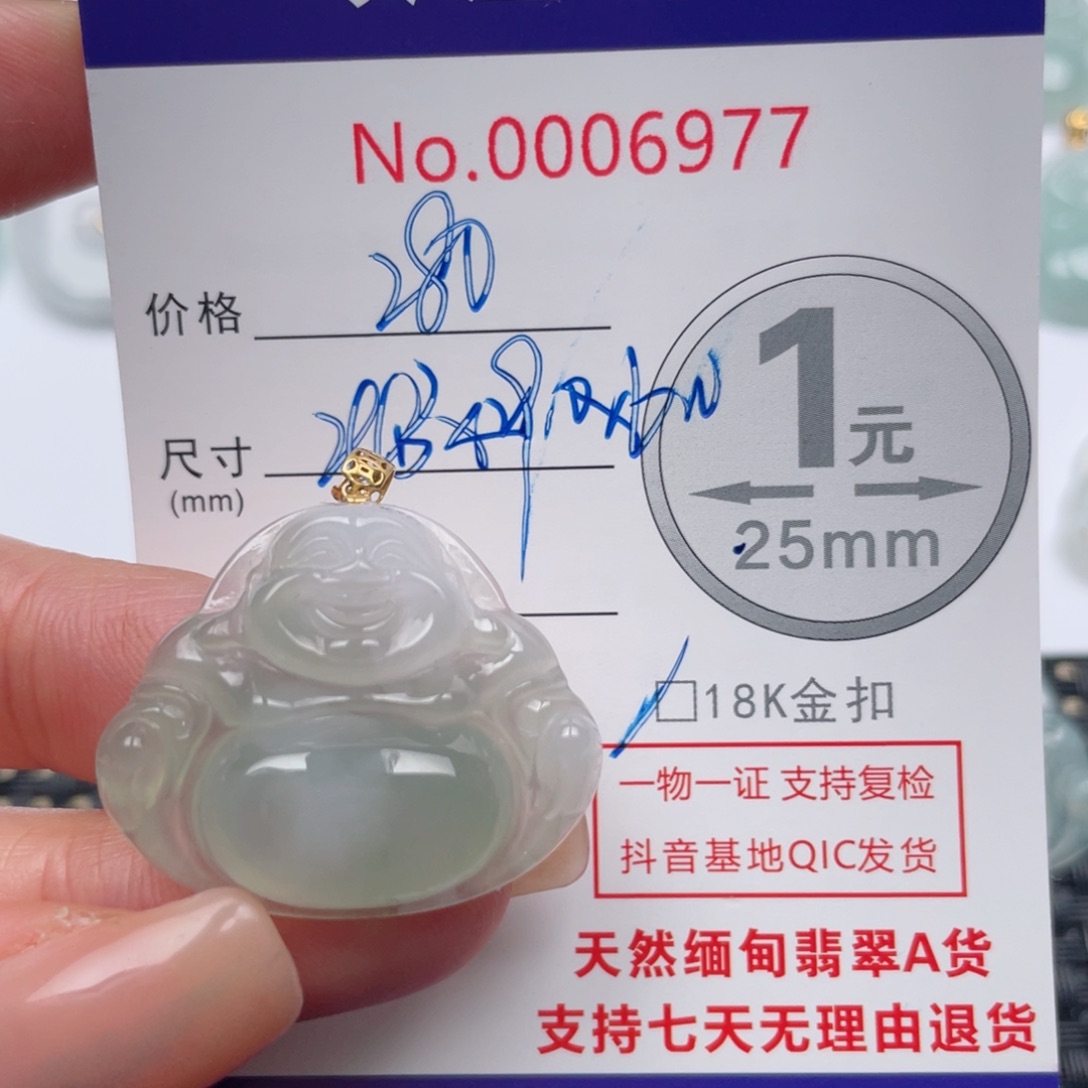 No.0006977
价格 280
尺寸
(mm)
1元
25mm
□18K金扣
一物一证 支持复检
抖音基地QIC发货
天然缅甸翡翠A货
支持七天无理由退货